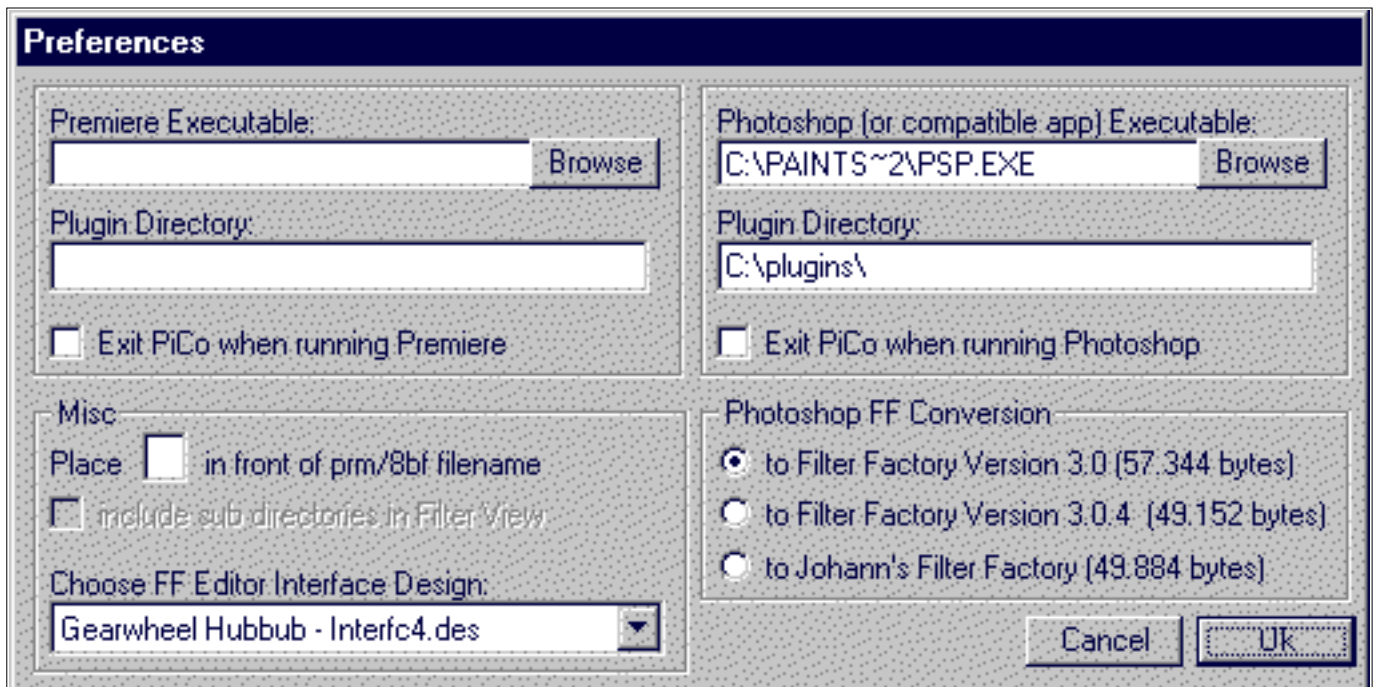 Preferences
Premiere Executable:
Browse
Plugin Directory:
Exit PiCo when running Premiere
Photoshop (or compatible app) Executable:
C:\PAINTS~2\PSP.EXE
Browse
Plugin Directory:
C:\plugins\
Exit PiCo when running Photoshop
Misc
Place in front of prm/8bf filename
include sub directories in Filter View
Choose FF Editor Interface Design:
Gearwheel Hubbub - Interfc4.des
Photoshop FF Conversion
to Filter Factory Version 3.0 (57.344 bytes)
to Filter Factory Version 3.0.4 (49.152 bytes)
to Johann's Filter Factory (49.884 bytes)
Cancel
Ok